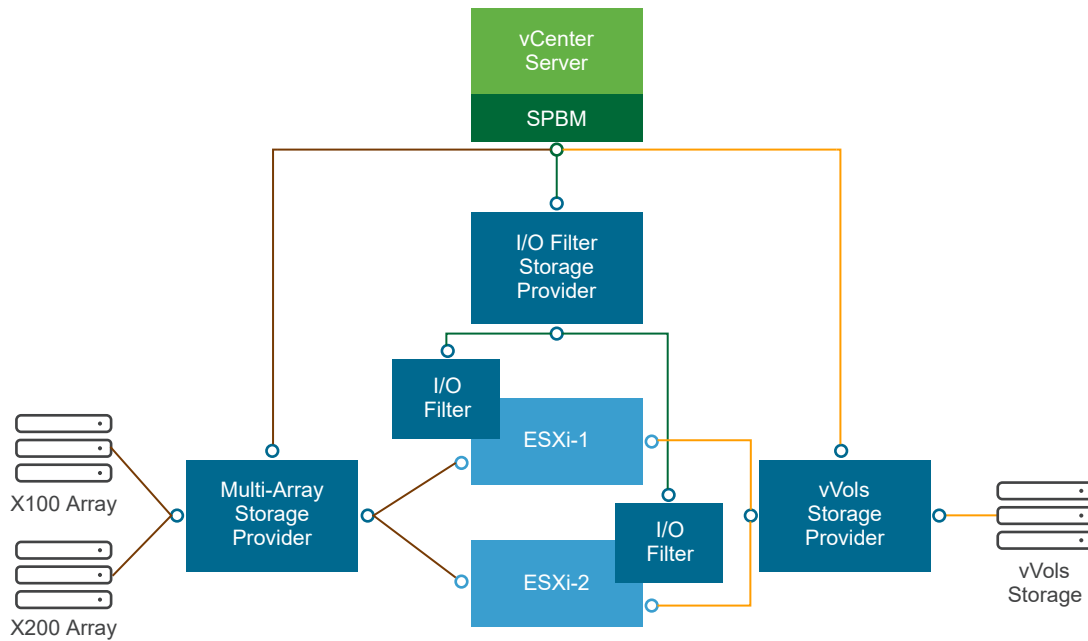 vCenter
Server
SPBM
I/O Filter
Storage
Provider
I/O
Filter
ESXi-1
X100 Array
Multi-Array
Storage
Provider
I/O
Filter
vVols
Storage
Provider
ESXi-2
vVols
Storage
X200 Array